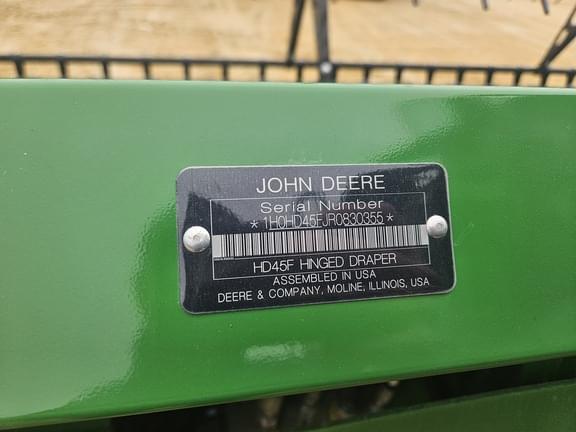 JOHN DEERE
Serial Number
*1H0HD45FJR0830355*
HD45F HINGED DRAPER
ASSEMBLED IN USA
DEERE & COMPANY, MOLINE, ILLINOIS, USA